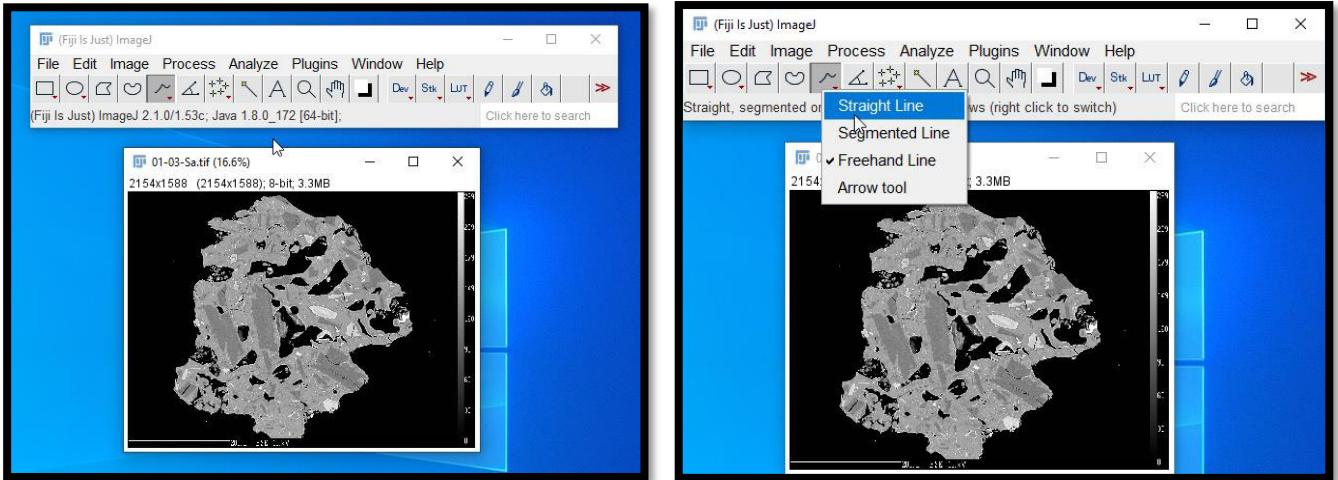 (Fiji Is Just) ImageJ
File Edit Image Process Analyze Plugins Window Help
A Dev Stk LUT
(Fiji Is Just) ImageJ 2.1.0/1.53c; Java 1.8.0_172 [64-bit]; Click here to search
01-03-Sa.tif (16.6%)
2154x1588 (2154x1588); 8-bit; 3.3MB
(Fiji Is Just) ImageJ
File Edit Image Process Analyze Plugins Window Help
A Dev Stk LUT
Straight, segmented or ws (right click to switch) Click here to search
Straight Line
Segmented Line
Freehand Line
Arrow tool
0
2154 3.3MB